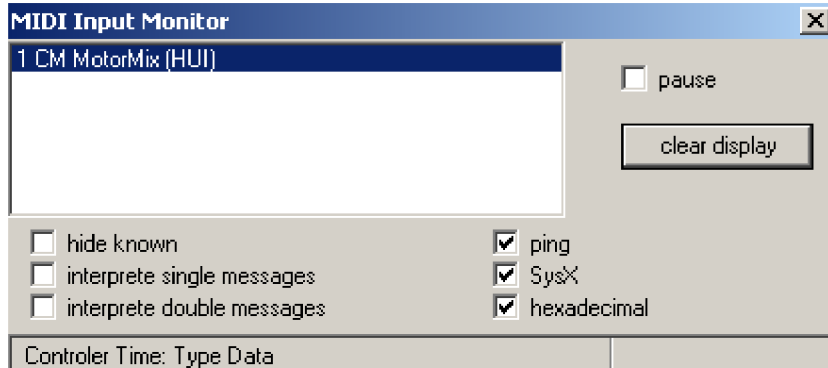 MIDI Input Monitor
1 CM MotorMix (HUI)
pause
clear display
hide known
ping
interprete single messages
SysX
interprete double messages
hexadecimal
Controler Time: Type Data